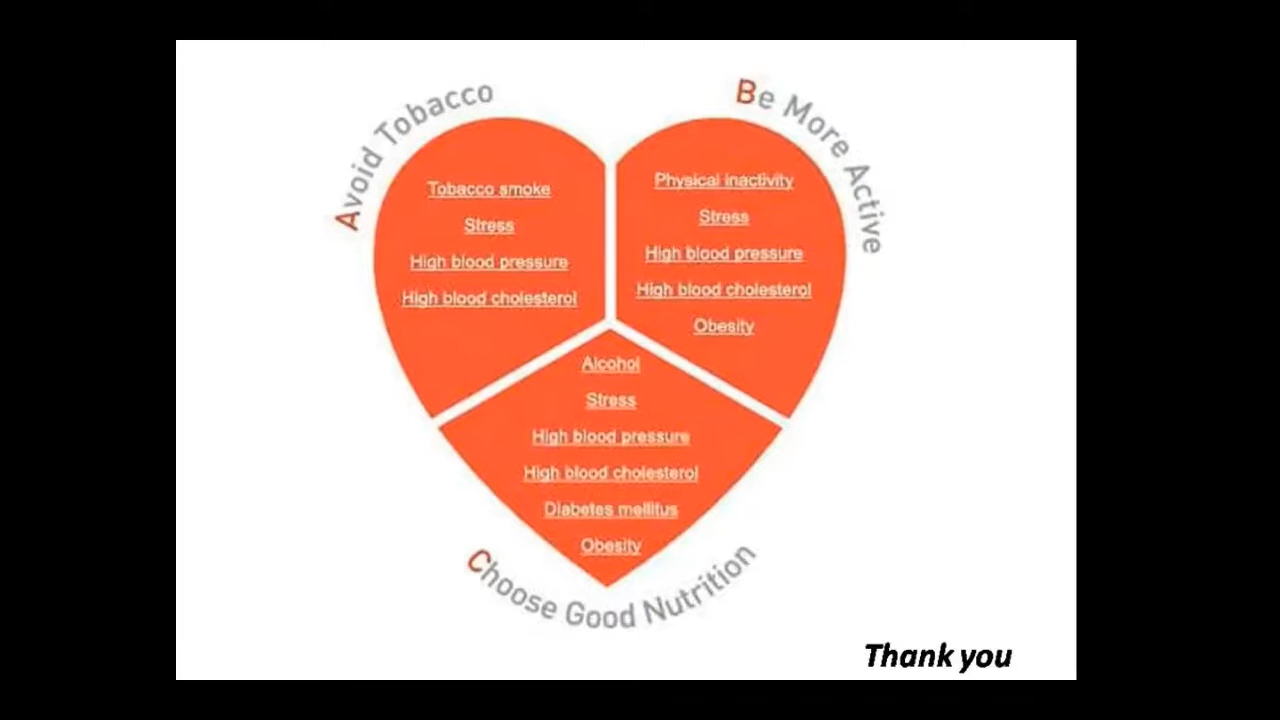 Avoid Tobacco
Tobacco smoke
Stress
High blood pressure
High blood cholesterol
Be More Active
Physical inactivity
Stress
High blood pressure
High blood cholesterol
Obesity
Alcohol
Stress
High blood pressure
High blood cholesterol
Diabetes mellitus
Obesity
Choose Good Nutrition
Thank you